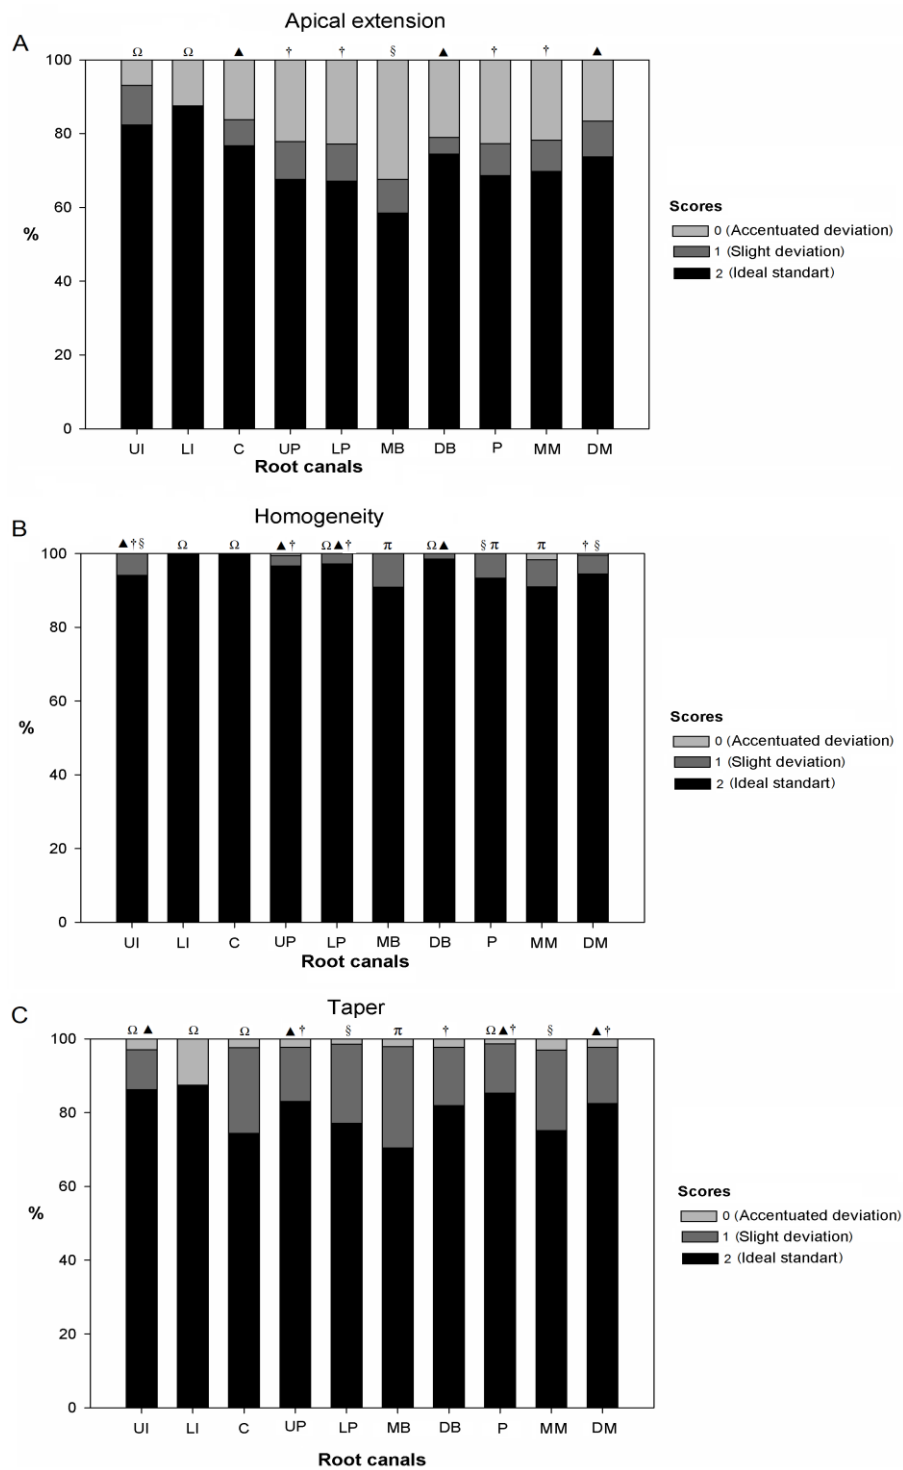 Apical extension
A
Ω Ω ▲ † † § ▲ † † ▲
100
80
60
%
40
20
0
UI LI C UP LP MB DB P MM DM
Root canals
Scores
0 (Accentuated deviation)
1 (Slight deviation)
2 (Ideal standart)
B
Homogeneity
▲†§ Ω Ω ▲† Ω▲† π Ω▲ §π π †§
100
80
60
%
40
20
0
UI LI C UP LP MB DB P MM DM
Root canals
Scores
0 (Accentuated deviation)
1 (Slight deviation)
2 (Ideal standart)
C
Taper
Ω▲ Ω Ω ▲† § π † Ω▲† § ▲†
100
80
60
%
40
20
0
UI LI C UP LP MB DB P MM DM
Root canals
Scores
0 (Accentuated deviation)
1 (Slight deviation)
2 (Ideal standart)